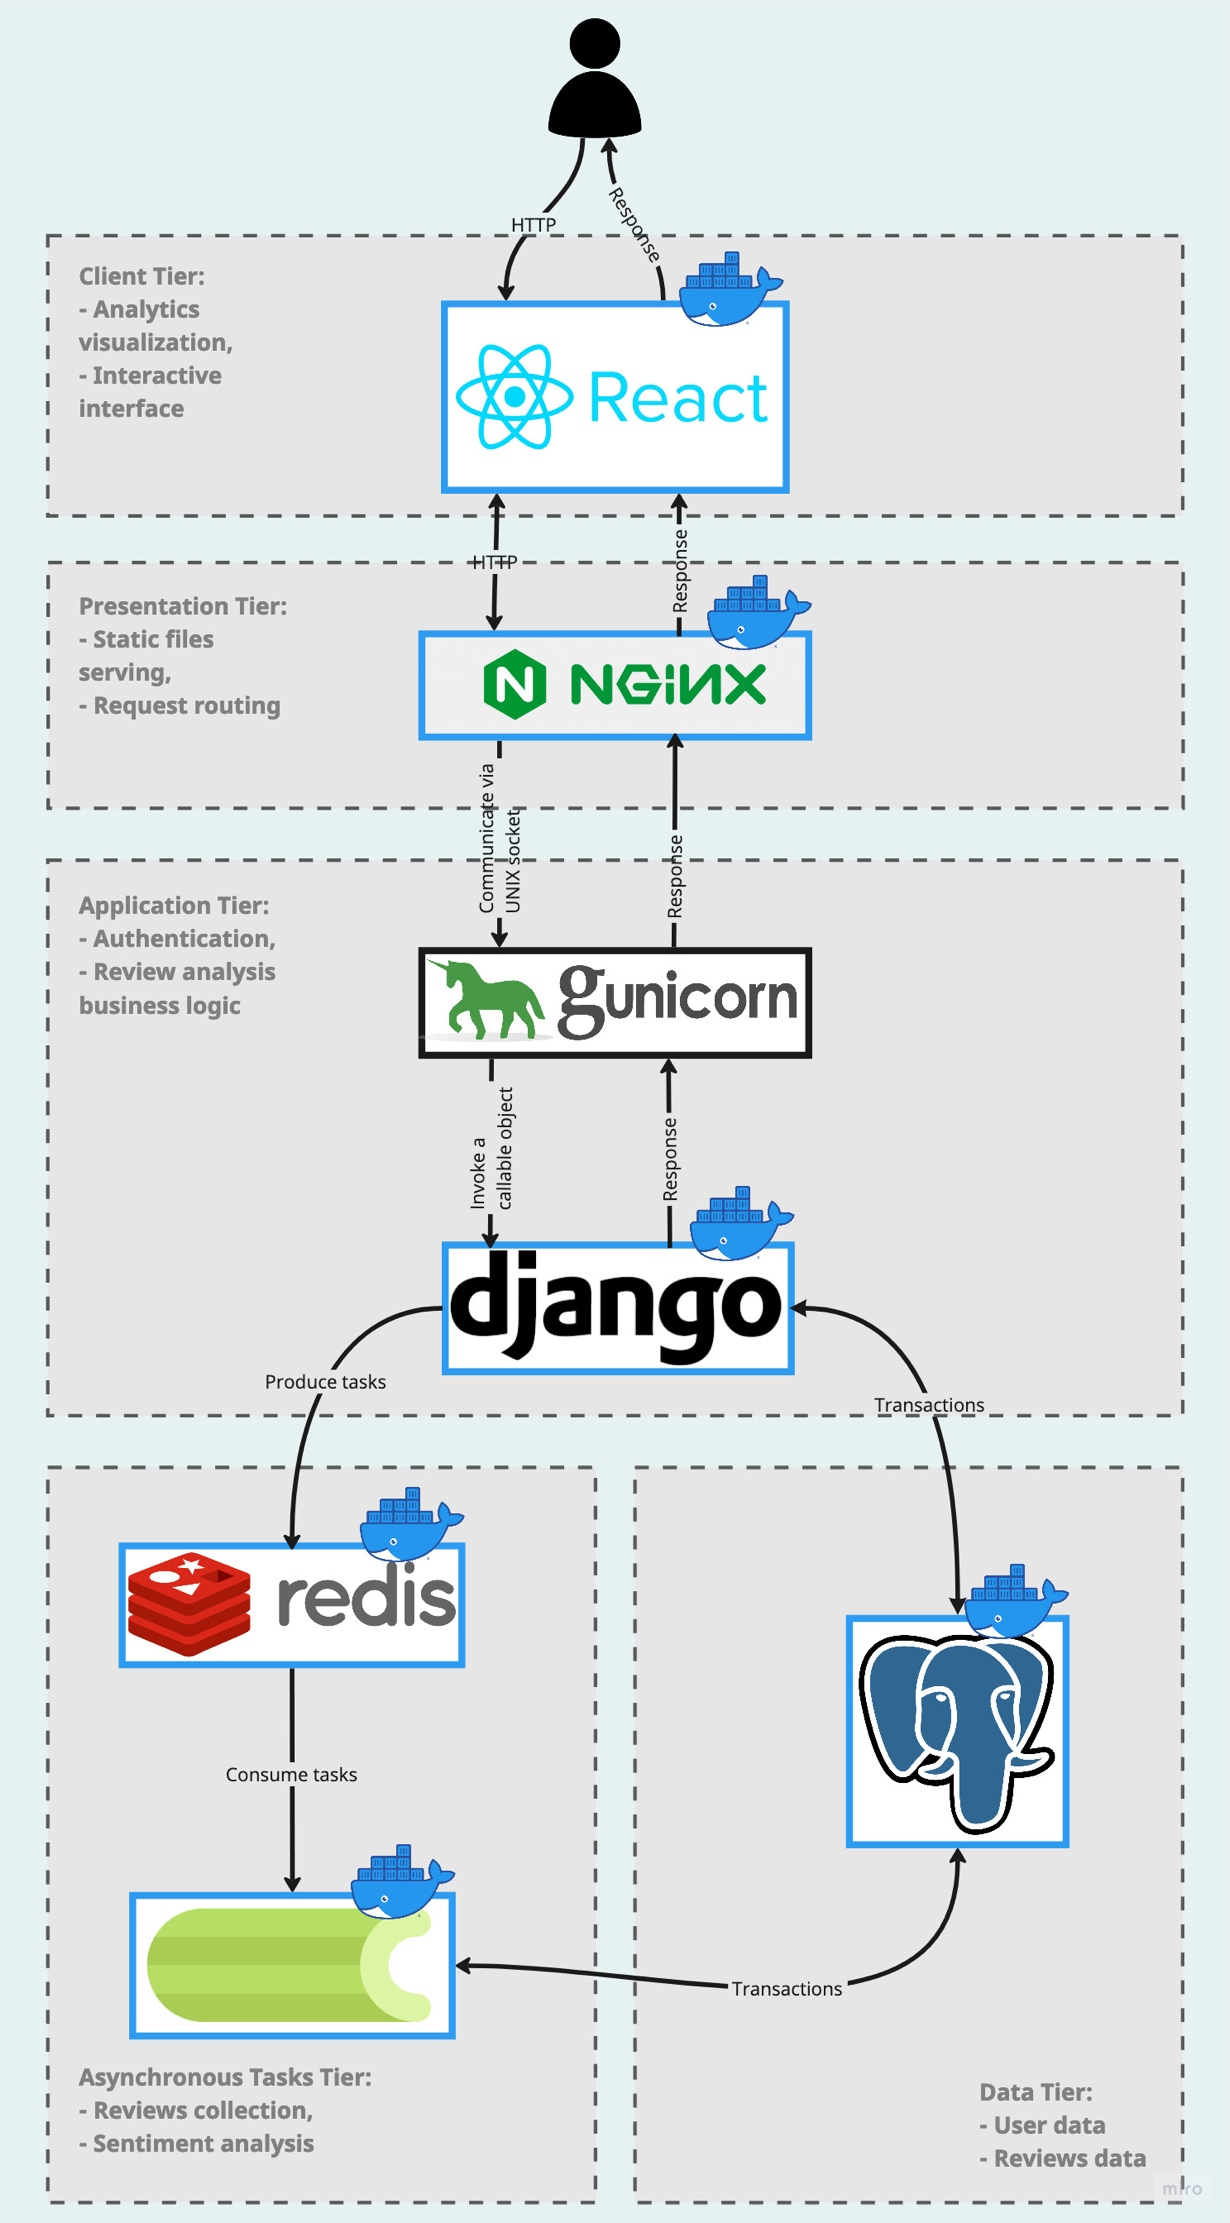 HTTP
Response
Client Tier:
- Analytics
visualization,
- Interactive
interface
React
HTTP
Response
Presentation Tier:
- Static files
serving,
- Request routing
N NGiNX
Communicate via
UNIX socket
Response
Application Tier:
- Authentication,
- Review analysis
business logic
gunicorn
Invoke a
callable object
Response
django
Produce tasks
Transactions
redis
Consume tasks
Transactions
Asynchronous Tasks Tier:
- Reviews collection,
- Sentiment analysis
Data Tier:
- User data
- Reviews data
miro